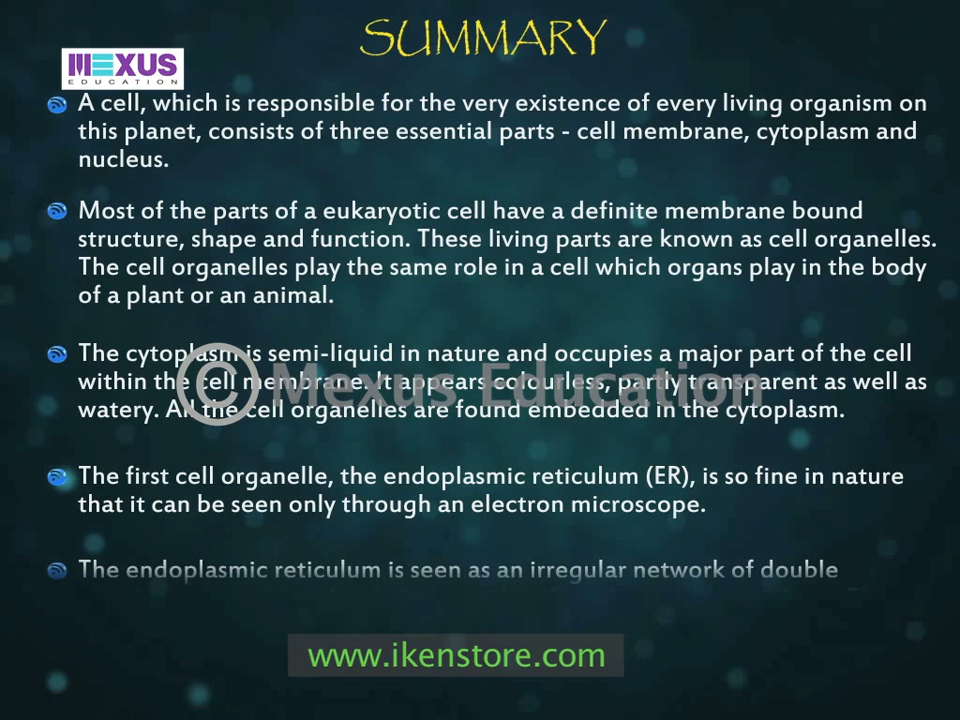 SUMMARY
MEXUS
EDUCATION
A cell, which is responsible for the very existence of every living organism on
this planet, consists of three essential parts - cell membrane, cytoplasm and
nucleus.
Most of the parts of a eukaryotic cell have a definite membrane bound
structure, shape and function. These living parts are known as cell organelles.
The cell organelles play the same role in a cell which organs play in the body
of a plant or an animal.
The cytoplasm is semi-liquid in nature and occupies a major part of the cell
within the cell membrane. It appears colourless, partly transparent as well as
watery. All the cell organelles are found embedded in the cytoplasm.
© Mexus Education
The first cell organelle, the endoplasmic reticulum (ER), is so fine in nature
that it can be seen only through an electron microscope.
The endoplasmic reticulum is seen as an irregular network of double
www.ikenstore.com